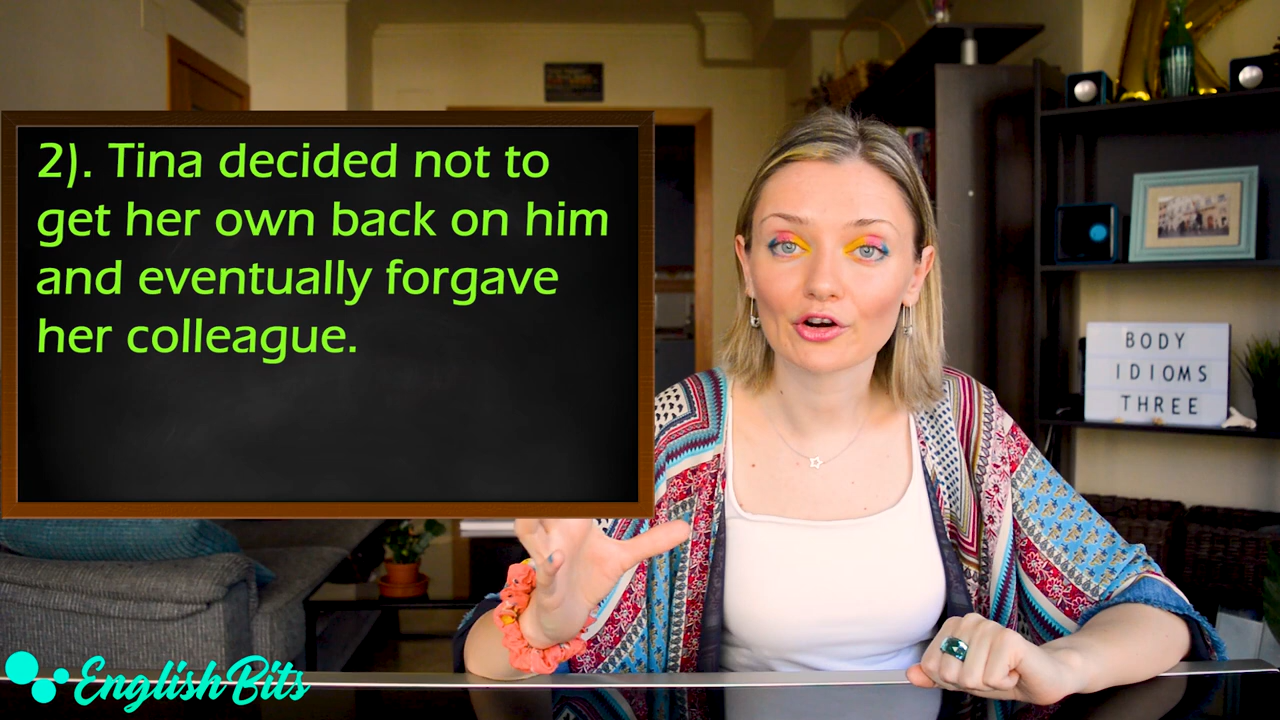 2). Tina decided not to
get her own back on him
and eventually forgave
her colleague.
BODY
IDIOMS
THREE
EnglishBits